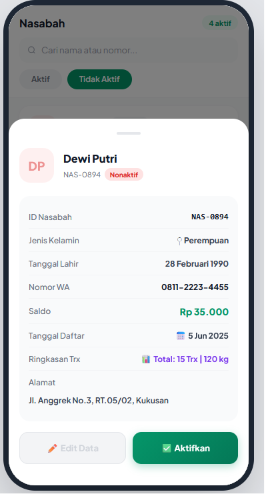 Nasabah
4 aktif
Cari nama atau nomor...
Aktif
Tidak Aktif
DP
Dewi Putri
NAS-0894
Nonaktif
ID Nasabah
NAS-0894
Jenis Kelamin
Perempuan
Tanggal Lahir
28 Februari 1990
Nomor WA
0811-2223-4455
Saldo
Rp 35.000
Tanggal Daftar
5 Jun 2025
Ringkasan Trx
Total: 15 Trx | 120 kg
Alamat
Jl. Anggrek No.3, RT.05/02, Kukusan
Edit Data
Aktifkan